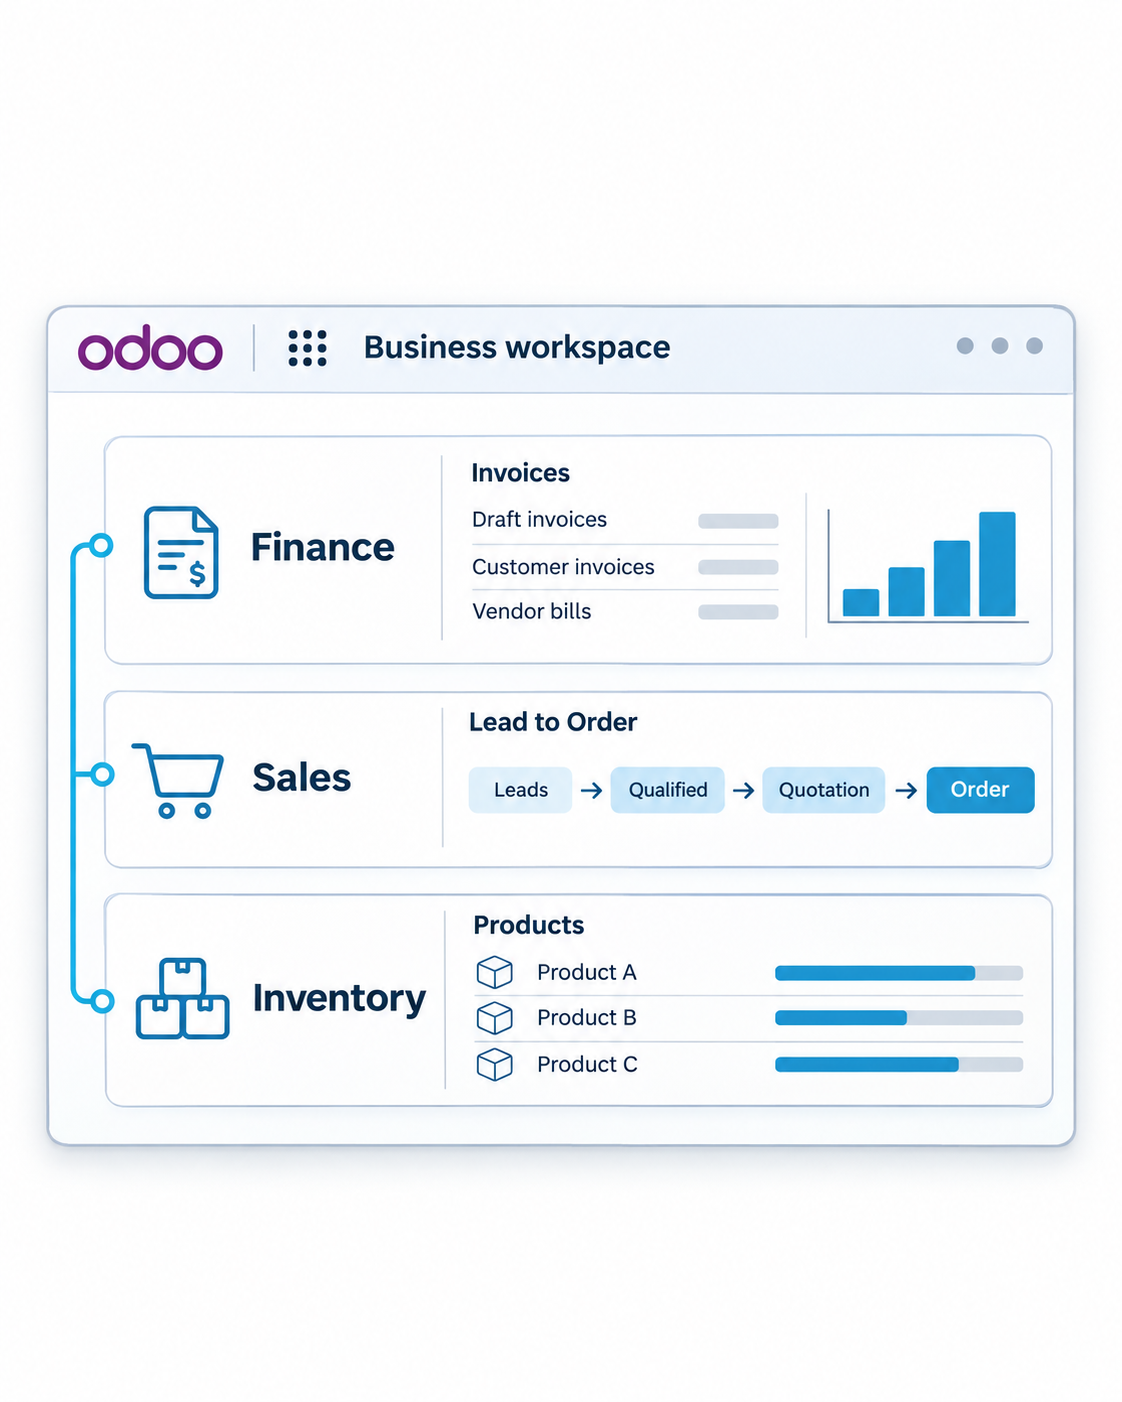 odoo
Business workspace
Finance
Invoices
Draft invoices
Customer invoices
Vendor bills
$
Sales
Lead to Order
Leads
Qualified
Quotation
Order
Inventory
Products
Product A
Product B
Product C